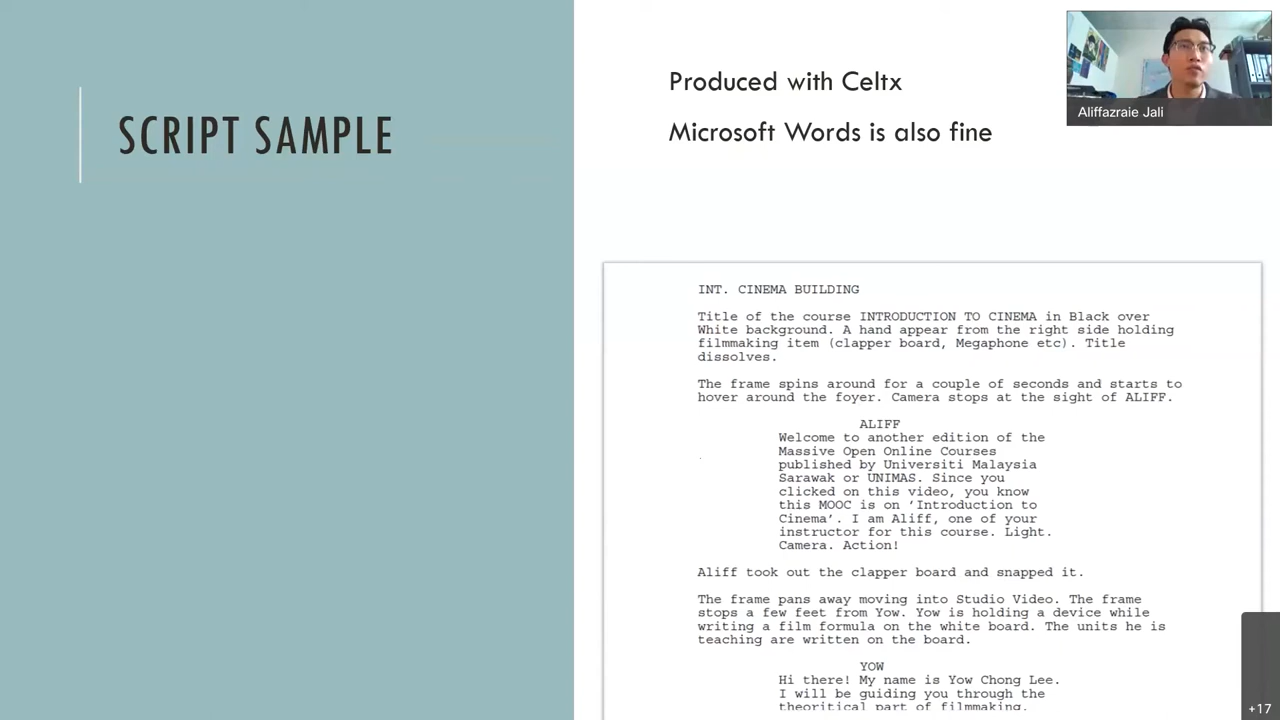 SCRIPT SAMPLE
Produced with Celtx
Microsoft Words is also fine
Aliffazraie Jali
INT. CINEMA BUILDING
Title of the course INTRODUCTION TO CINEMA in Black over
White background. A hand appear from the right side holding
filmmaking item (clapper board, Megaphone etc). Title
dissolves.
The frame spins around for a couple of seconds and starts to
hover around the foyer. Camera stops at the sight of ALIFF.
ALIFF
Welcome to another edition of the
Massive Open Online Courses
published by Universiti Malaysia
Sarawak or UNIMAS. Since you
clicked on this video, you know
this MOOC is on ‘Introduction to
Cinema’. I am Aliff, one of your
instructor for this course. Light.
Camera. Action!
Aliff took out the clapper board and snapped it.
The frame pans away moving into Studio Video. The frame
stops a few feet from Yow. Yow is holding a device while
writing a film formula on the white board. The units he is
teaching are written on the board.
YOW
Hi there! My name is Yow Chong Lee.
I will be guiding you through the
theoritical part of filmmaking.
+17